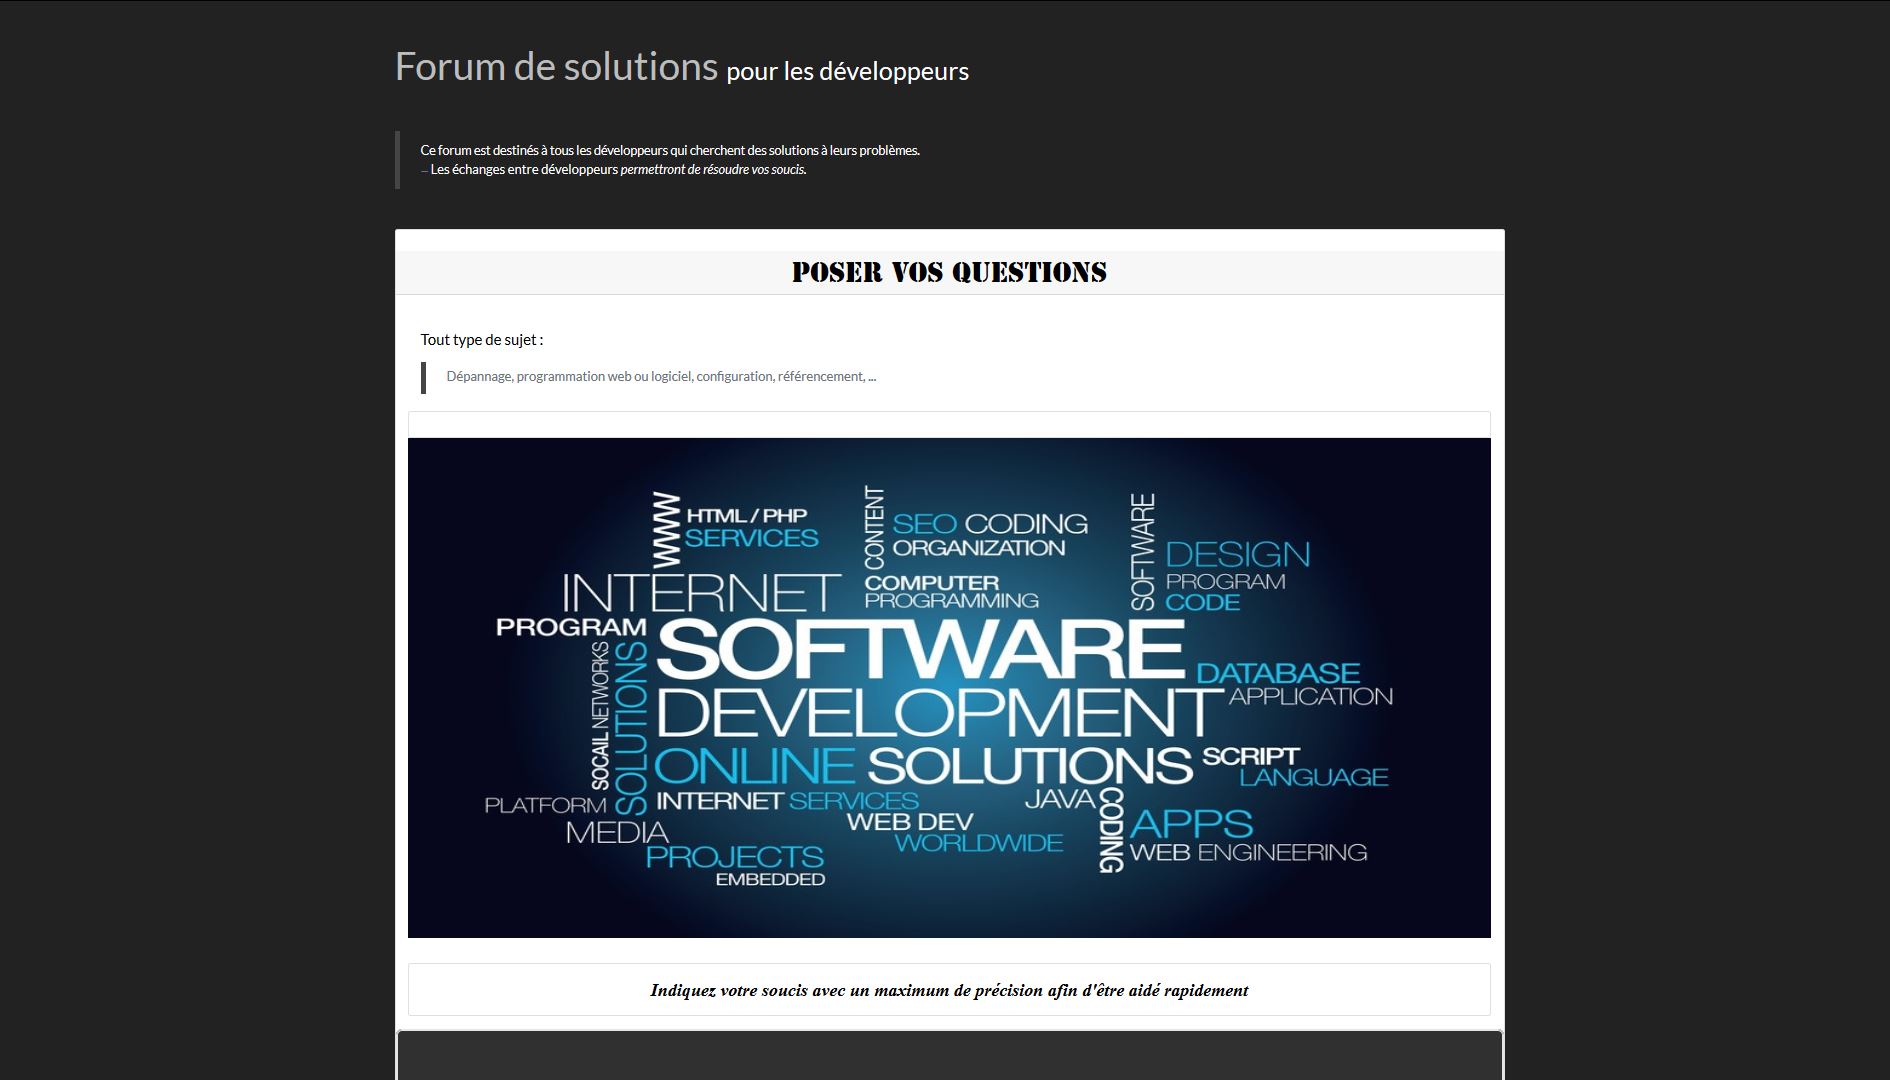 Forum de solutions pour les développeurs
Ce forum est destinés à tous les développeurs qui cherchent des solutions à leurs problèmes.
– Les échanges entre développeurs permettront de résoudre vos soucis.
POSER VOS QUESTIONS
Tout type de sujet :
Dépannage, programmation web ou logiciel, configuration, référencement, ...
WWW
HTML / PHP
SERVICES
CONTENT
SEO CODING
ORGANIZATION
SOFTWARE
DESIGN
PROGRAM
CODE
INTERNET
COMPUTER
PROGRAMMING
PROGRAM
SOFTWARE
DATABASE
APPLICATION
SOCAIL NETWORKS
SOLUTIONS
DEVELOPMENT
ONLINE SOLUTIONS
SCRIPT
LANGUAGE
PLATFORM
INTERNET SERVICES
JAVA
CODING
APPS
MEDIA
WEB DEV
WORLDWIDE
WEB ENGINEERING
PROJECTS
EMBEDDED
Indiquez votre soucis avec un maximum de précision afin d'être aidé rapidement